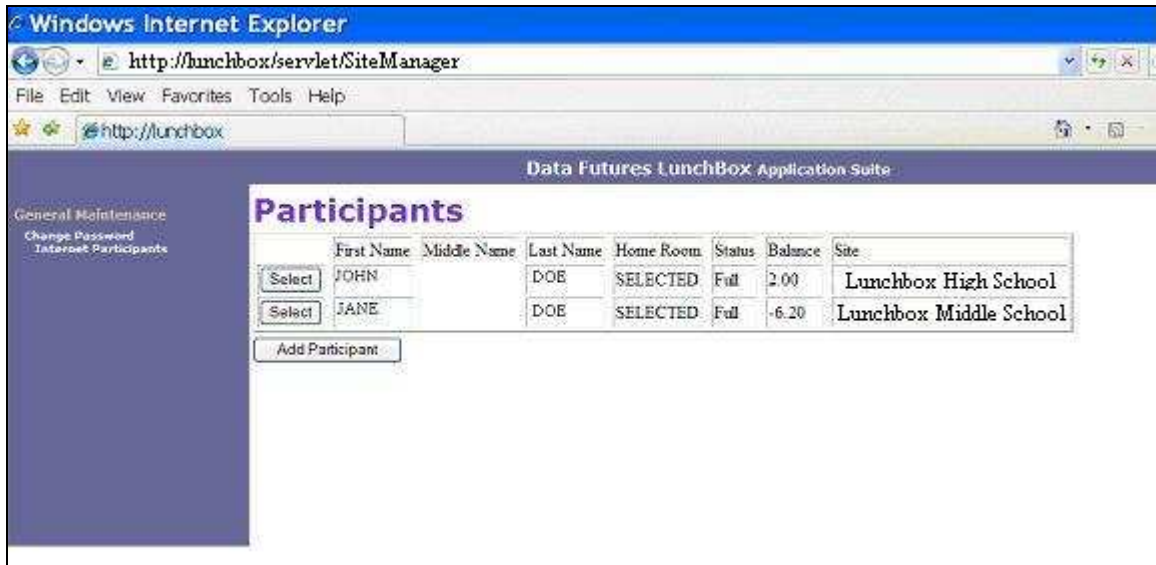 Windows Internet Explorer
http://lunchbox/servlet/SiteManager
File Edit View Favorites Tools Help
http://lunchbox
Data Futures LunchBox Application Suite
General Maintenance
Change Password
Internet Participants
Participants
First Name Middle Name Last Name Home Room Status Balance Site
Select JOHN DOE SELECTED Full 2.00 Lunchbox High School
Select JANE DOE SELECTED Full -6.20 Lunchbox Middle School
Add Participant